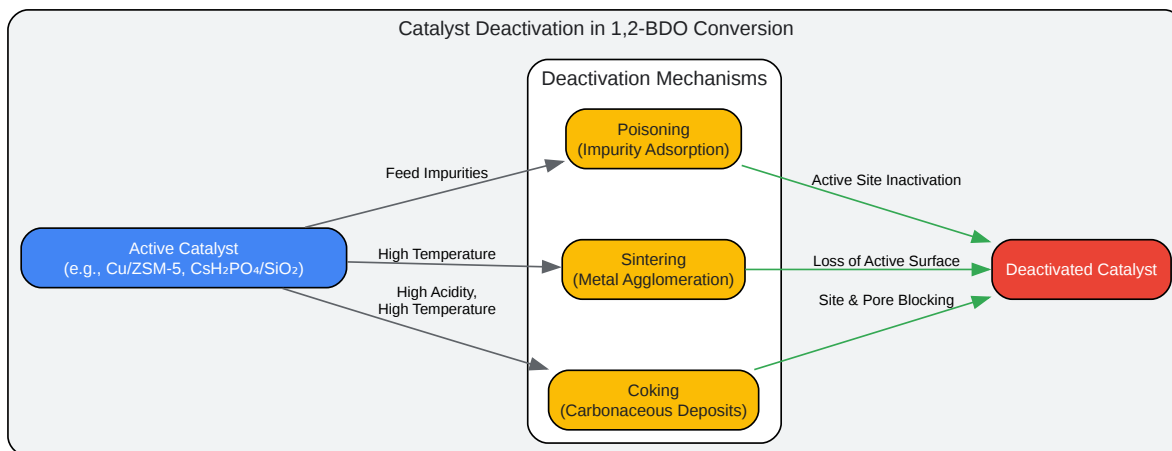 Catalyst Deactivation in 1,2-BDO Conversion
Deactivation Mechanisms
Poisoning
(Impurity Adsorption)
Feed Impurities
Active Site Inactivation
Active Catalyst
(e.g., Cu/ZSM-5, CsH₂PO₄/SiO₂)
High Temperature
Sintering
(Metal Agglomeration)
Loss of Active Surface
Deactivated Catalyst
High Acidity,
High Temperature
Site & Pore Blocking
Coking
(Carbonaceous Deposits)